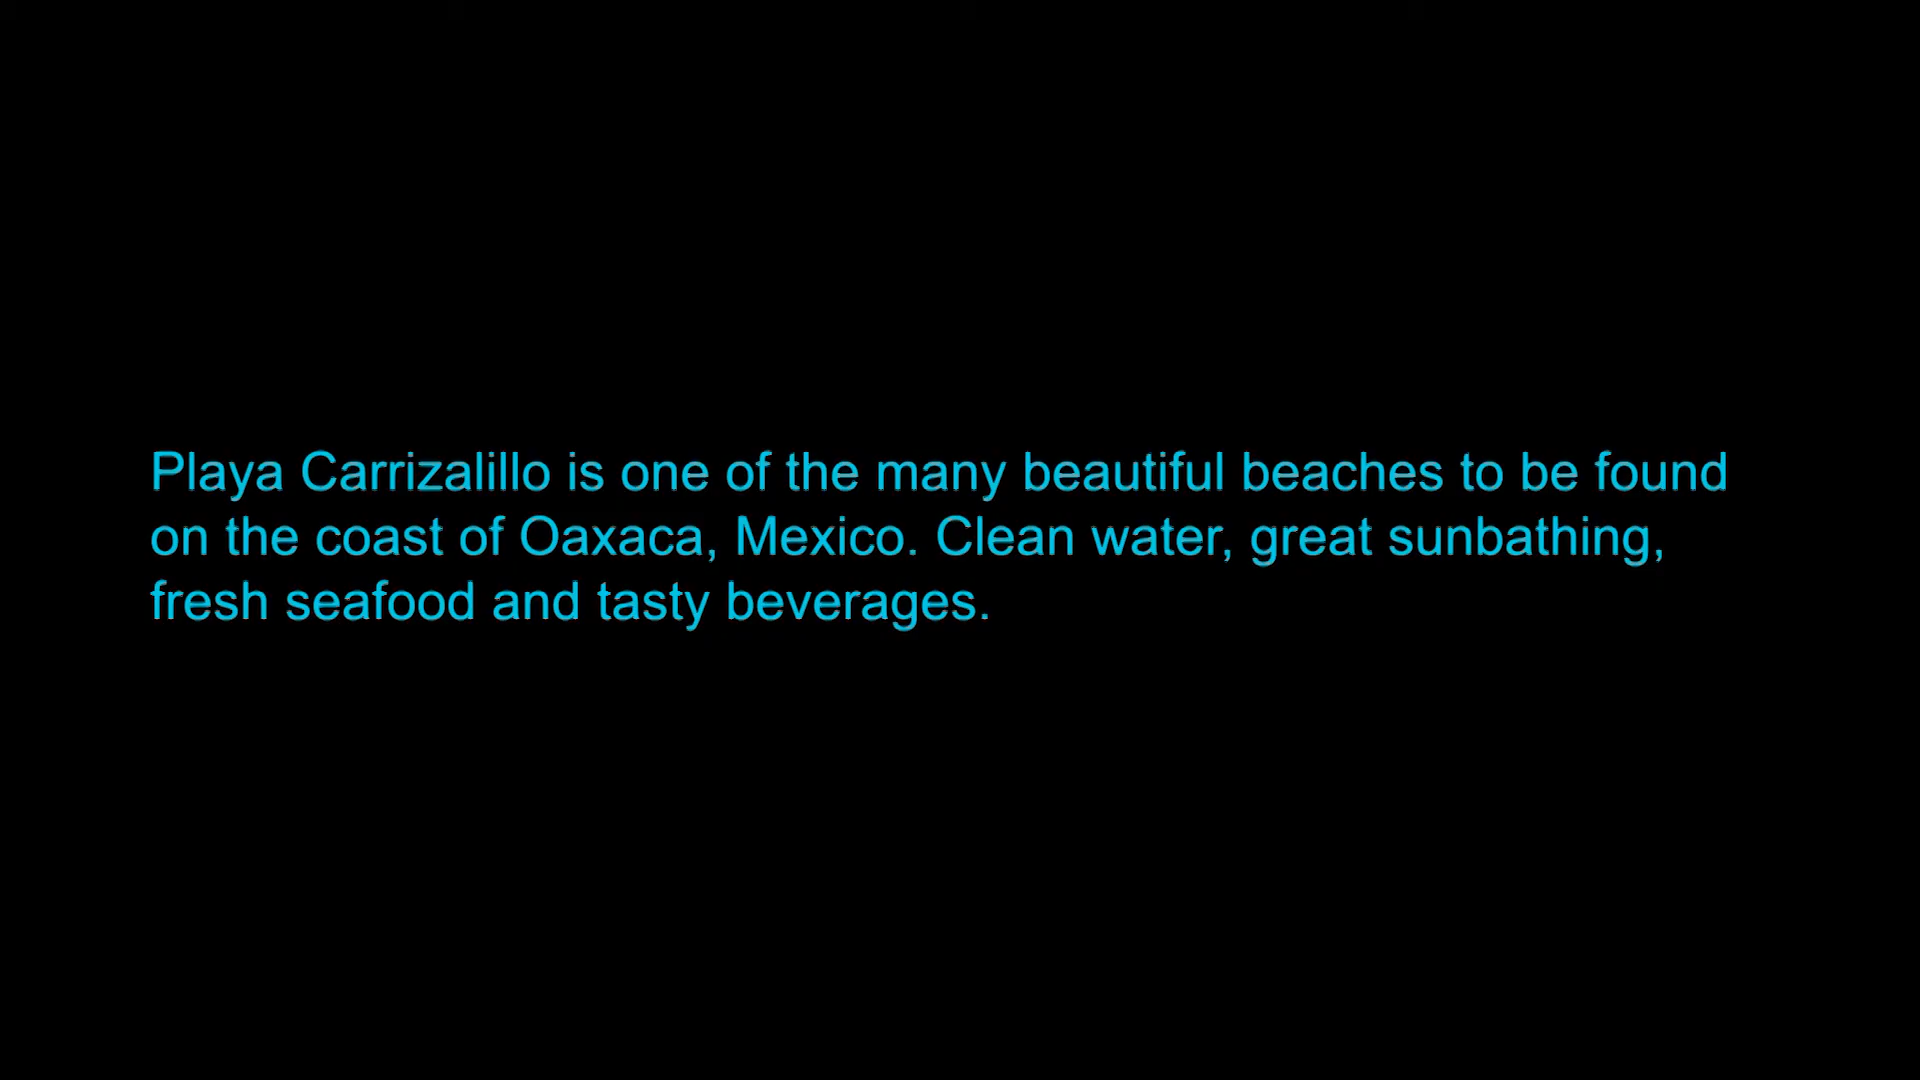 Playa Carrizalillo is one of the many beautiful beaches to be found
on the coast of Oaxaca, Mexico. Clean water, great sunbathing,
fresh seafood and tasty beverages.